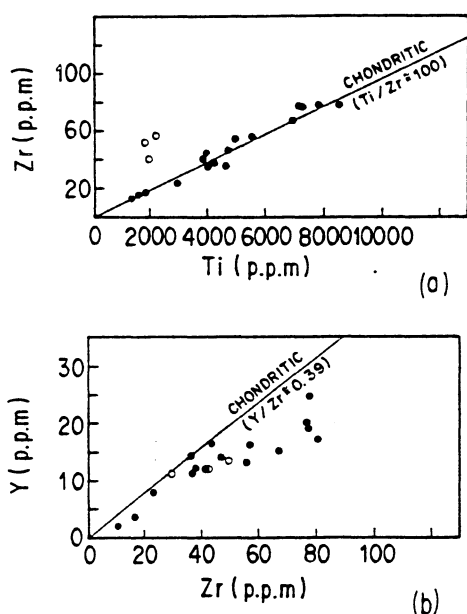 100
60
20
Zr (p.p.m)
CHONDRITIC
(Ti/Zr≃100)
0 2000 4000 6000 8000 10000
Ti (p.p.m)
(a)
30
20
10
0
Y (p.p.m)
CHONDRITIC
(Y/Zr≃0.39)
0 20 40 60 80 100 120
Zr (p.p.m)
(b)